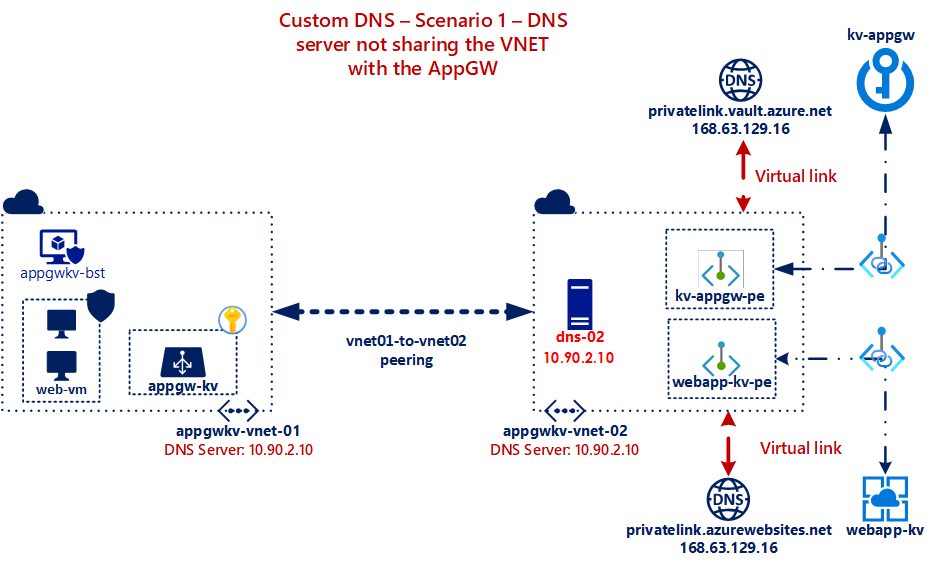 Custom DNS – Scenario 1 – DNS
server not sharing the VNET
with the AppGW
kv-appgw
DNS
privatelink.vault.azure.net
168.63.129.16
Virtual link
appgwkv-bst
web-vm
appgw-kv
vnet01-to-vnet02
peering
dns-02
10.90.2.10
kv-appgw-pe
webapp-kv-pe
appgwkv-vnet-01
DNS Server: 10.90.2.10
appgwkv-vnet-02
DNS Server: 10.90.2.10
Virtual link
DNS
privatelink.azurewebsites.net
168.63.129.16
webapp-kv